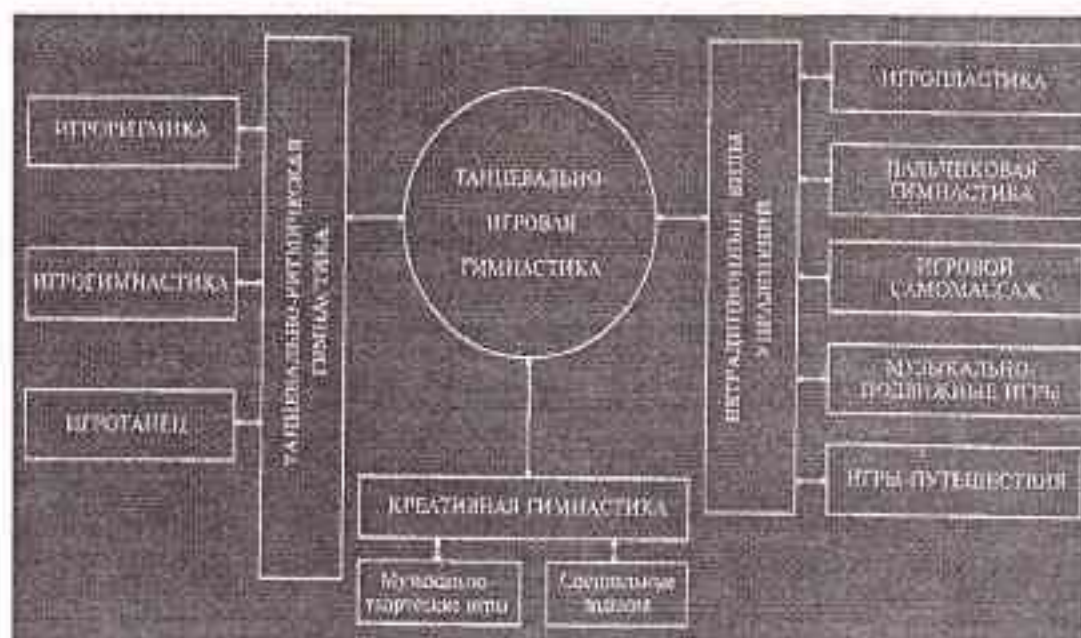 ИГРОРИТМИКА
ИГРОГИМНАСТИКА
ИГРОТАНЕЦ
ТАНЦЕВАЛЬНО-РИТМИЧЕСКАЯ
ГИМНАСТИКА
ТАНЦЕВАЛЬНО-
ИГРОВАЯ
ГИМНАСТИКА
КРЕАТИВНАЯ ГИМНАСТИКА
Музыкально-
творческие игры
Специальные
задания
НЕТРАДИЦИОННЫЕ ВИДЫ
УПРАЖНЕНИЙ
ИГРОПЛАСТИКА
ПАЛЬЧИКОВАЯ
ГИМНАСТИКА
ИГРОВОЙ
САМОМАССАЖ
МУЗЫКАЛЬНО-
ПОДВИЖНЫЕ ИГРЫ
ИГРЫ-ПУТЕШЕСТВИЯ